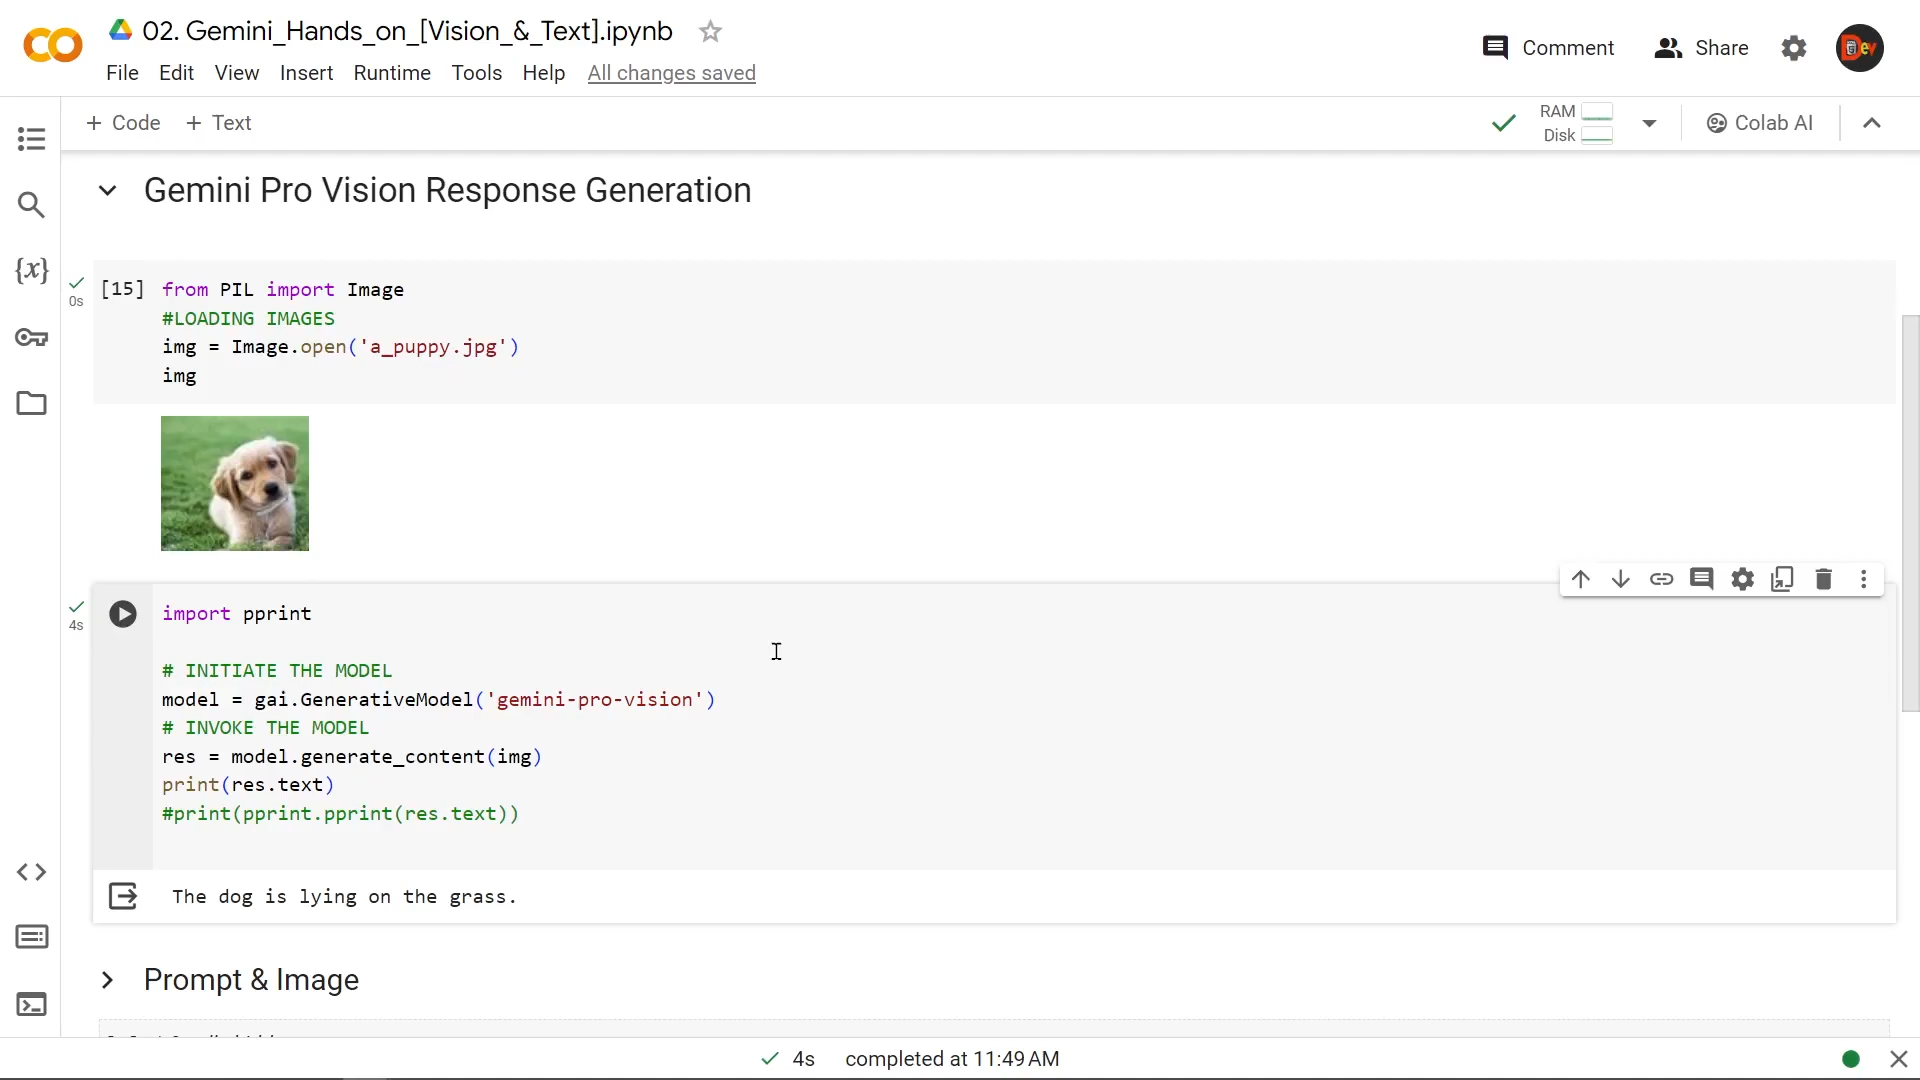 02. Gemini_Hands_on_[Vision_&_Text].ipynb
File Edit View Insert Runtime Tools Help All changes saved
Comment Share
Dev
+ Code + Text
RAM
Disk
Colab AI
Gemini Pro Vision Response Generation
0s
[15] from PIL import Image
#LOADING IMAGES
img = Image.open('a_puppy.jpg')
img
{x}
4s
import pprint
# INITIATE THE MODEL
model = gai.GenerativeModel('gemini-pro-vision')
# INVOKE THE MODEL
res = model.generate_content(img)
print(res.text)
#print(pprint.pprint(res.text))
The dog is lying on the grass.
Prompt & Image
4s completed at 11:49 AM